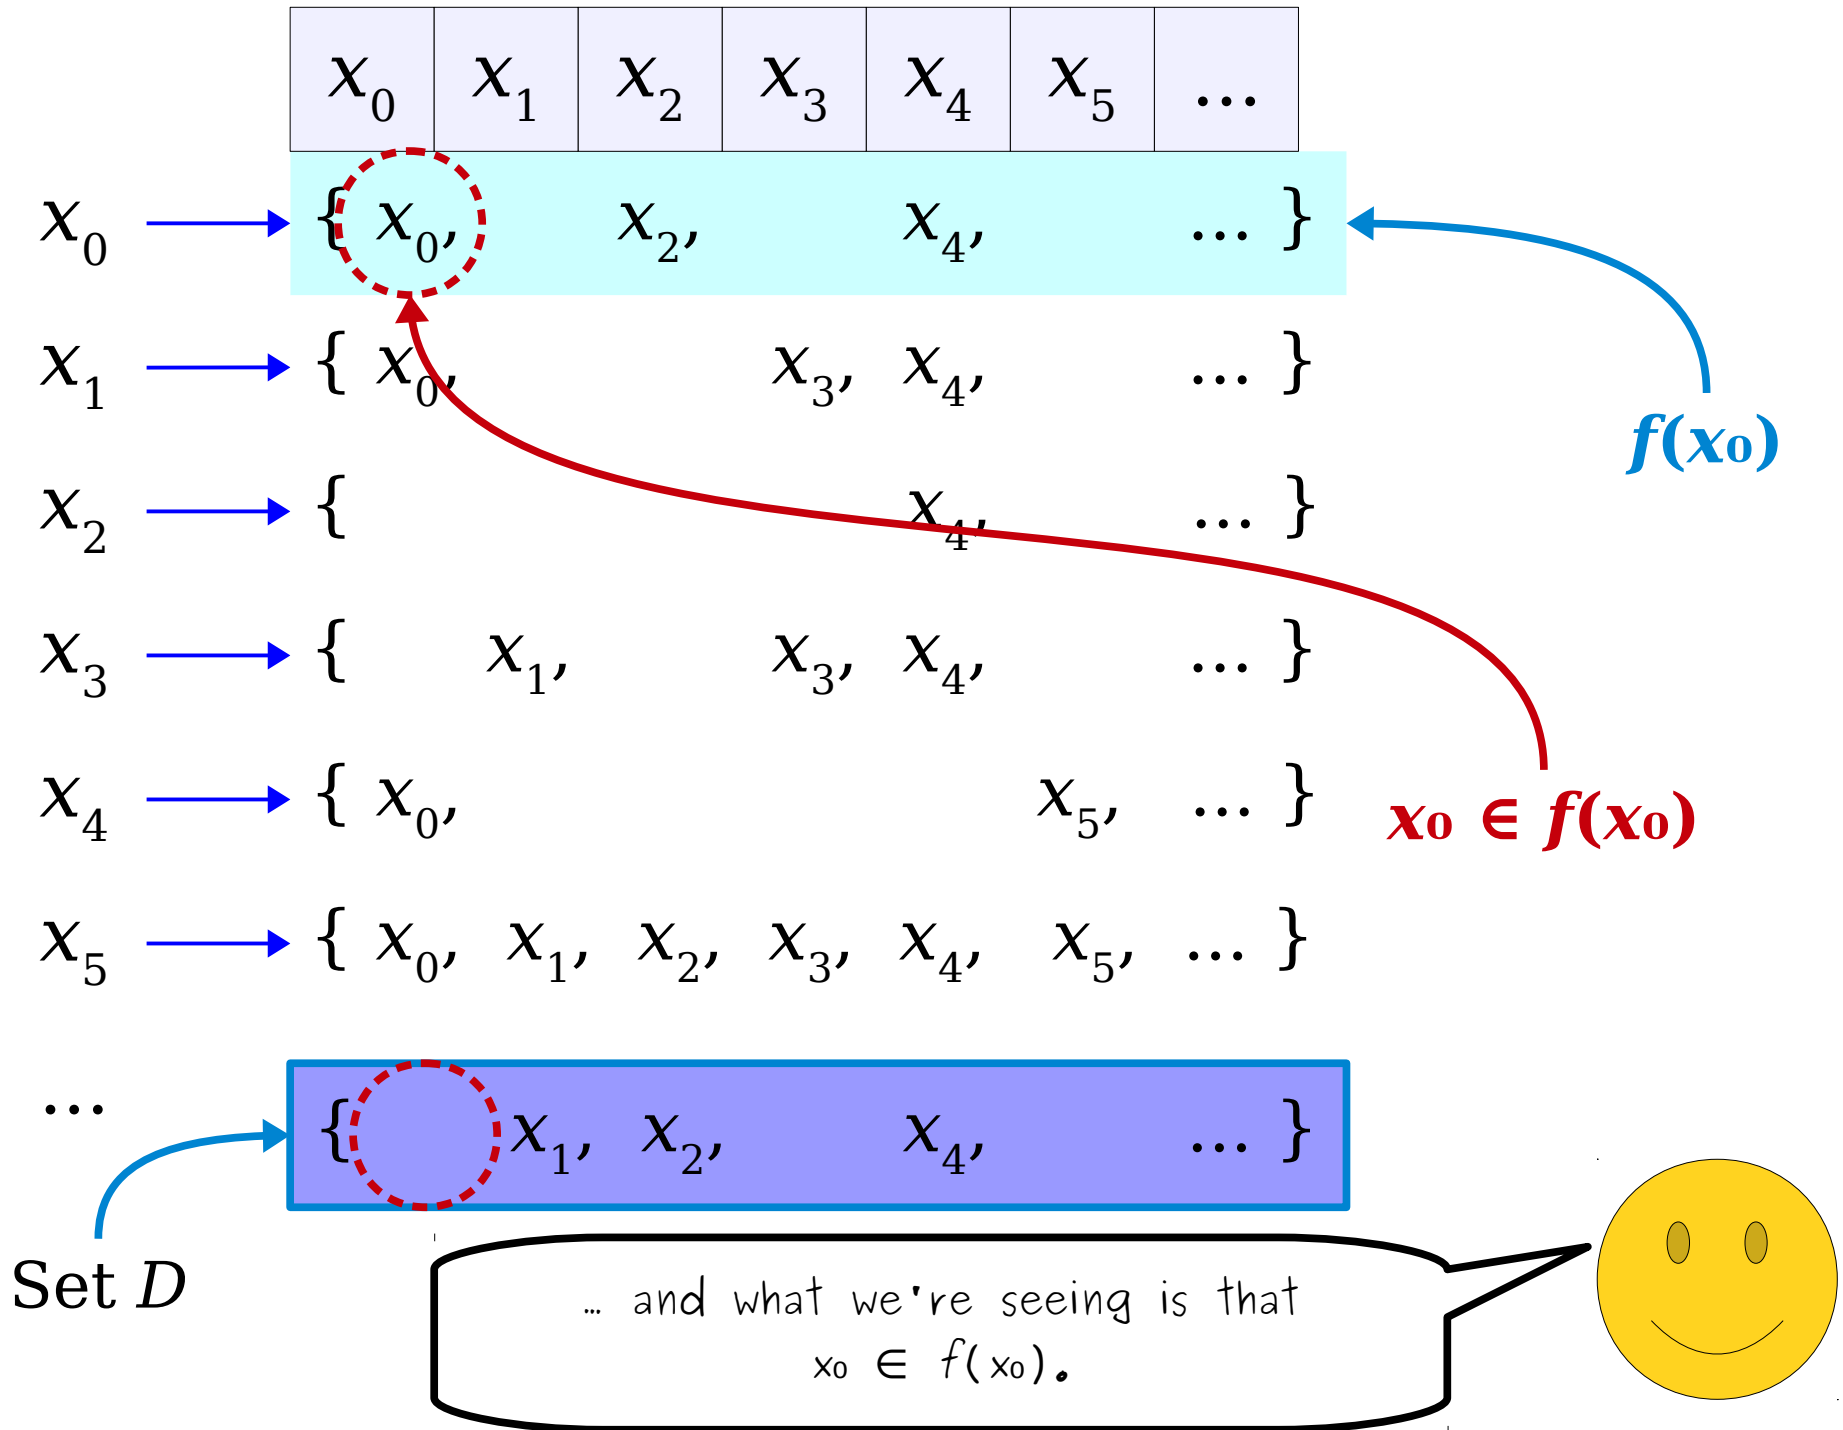 x₀ x₁ x₂ x₃ x₄ x₅ …
x₀ { x₀, x₂, x₄, … }
x₁ { x₀, x₃, x₄, … }
f(x₀)
x₂ { x₄, … }
x₃ { x₁, x₃, x₄, … }
x₄ { x₀, x₅, … }
x₀ ∈ f(x₀)
x₅ { x₀, x₁, x₂, x₃, x₄, x₅, … }
…
{ x₁, x₂, x₄, … }
Set D
… and what we're seeing is that
x₀ ∈ f(x₀).